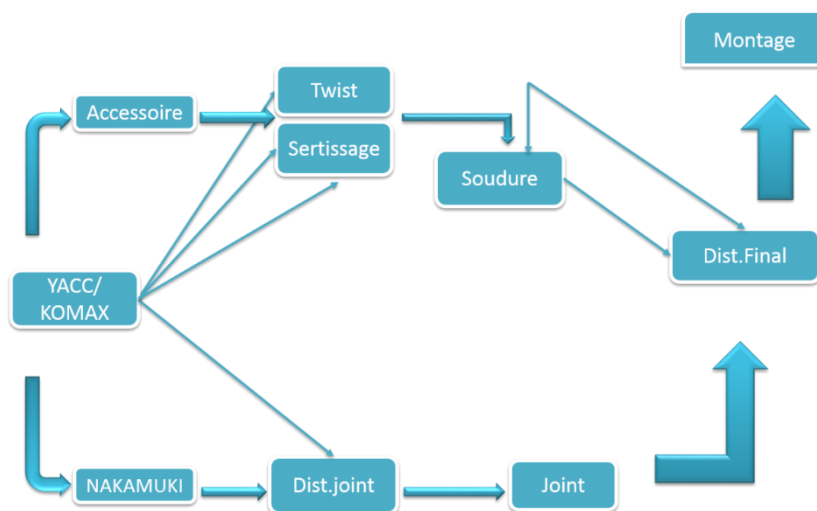 Montage
Twist
Accessoire
Sertissage
Soudure
Dist.Final
YACC/
KOMAX
NAKAMUKI
Dist.joint
Joint